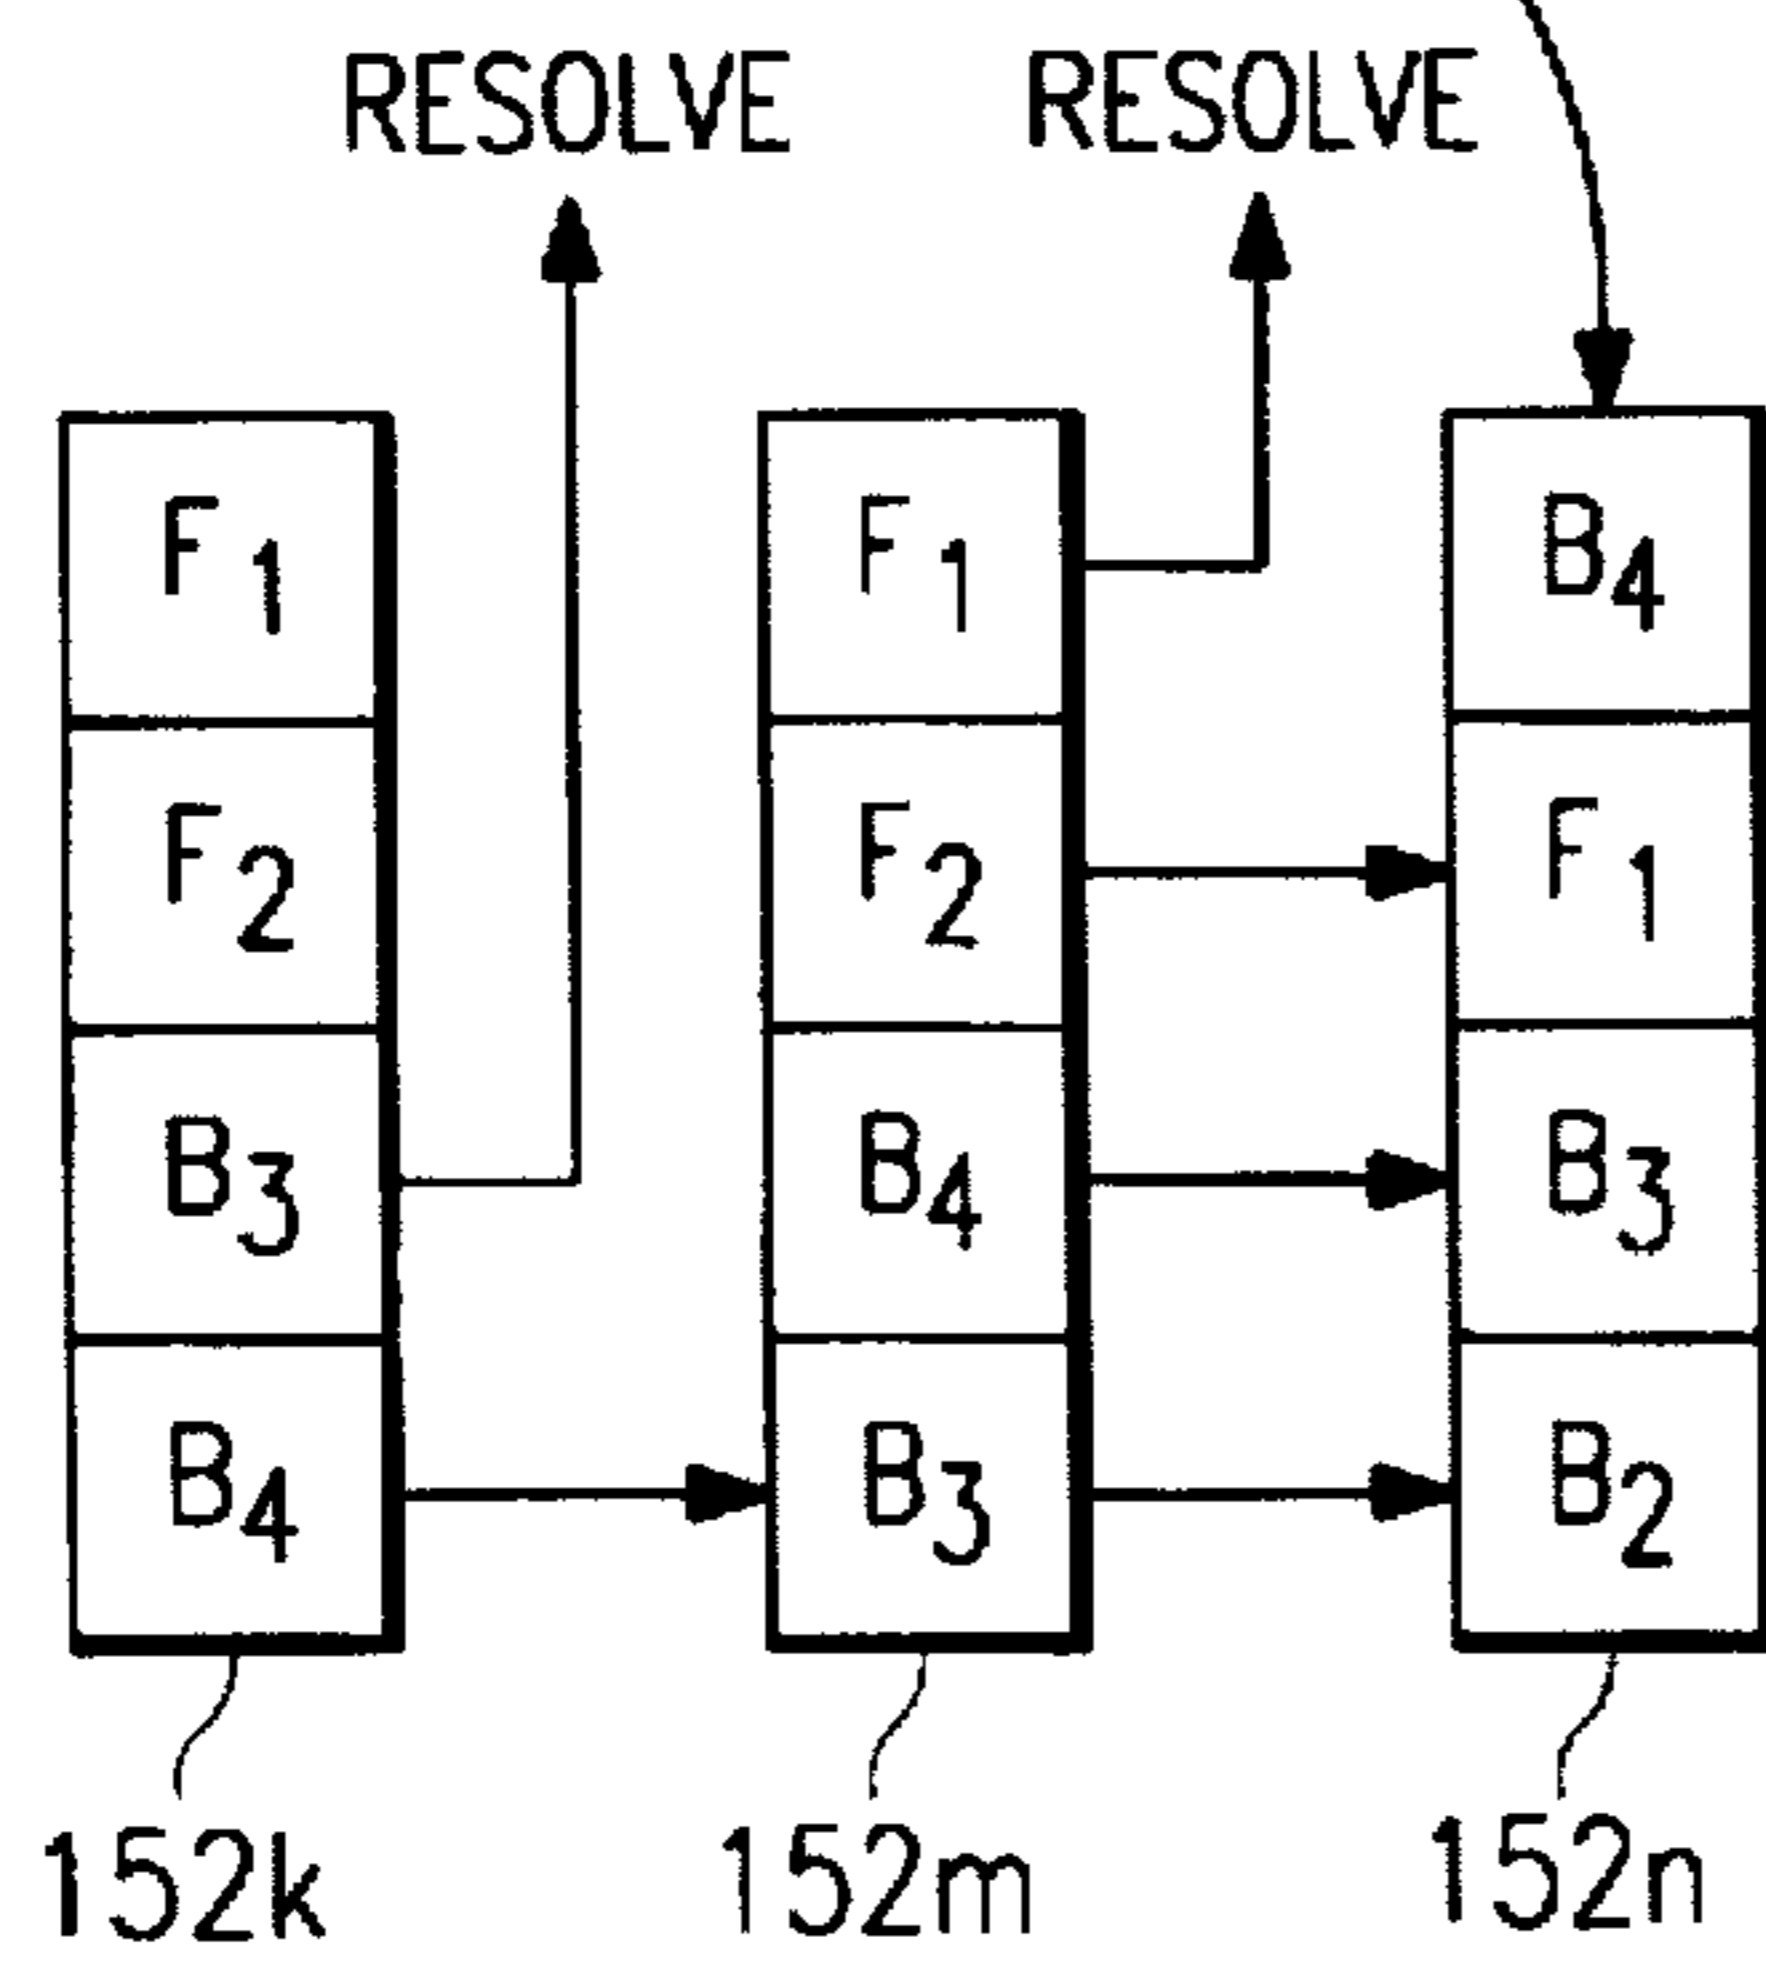 RESOLVE RESOLVE
F1 F1 B4
F2 F2 F1
B3 B4 B3
B4 B3 B2
152k 152m 152n